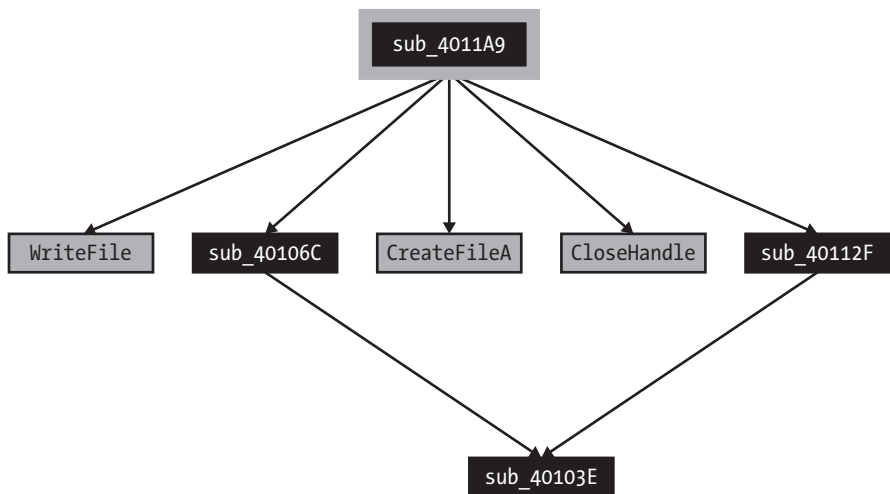 sub_4011A9
WriteFile
sub_40106C
CreateFileA
CloseHandle
sub_40112F
sub_40103E